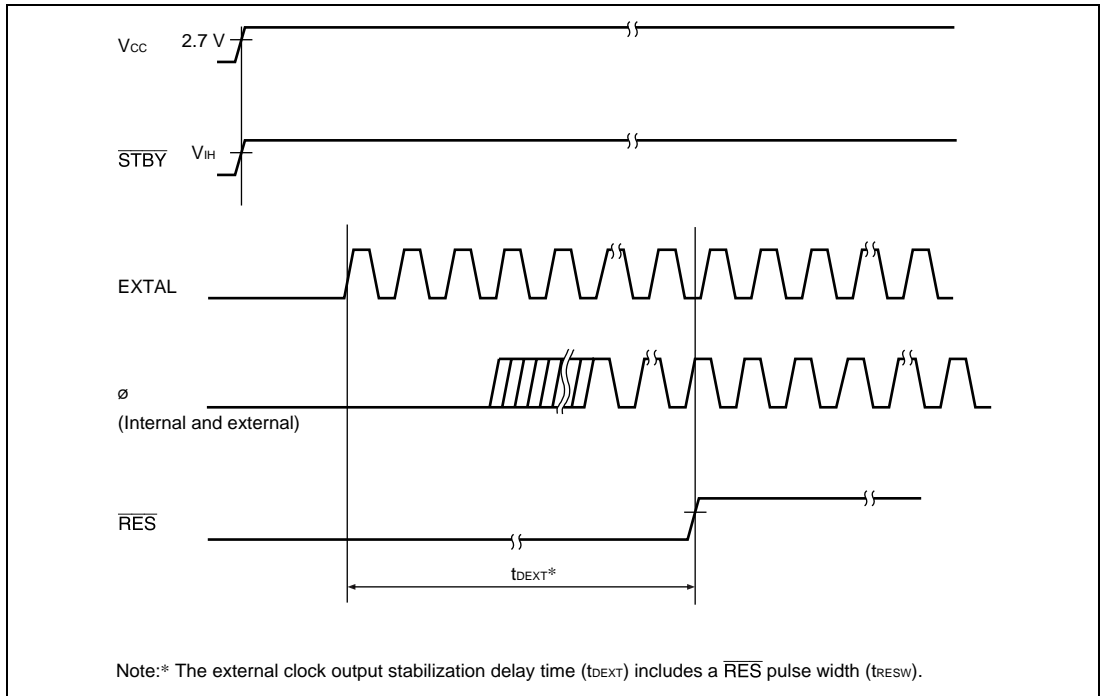 Vcc 2.7 V
STBY VIH
EXTAL
ø
(Internal and external)
RES
tDEXT*
Note:* The external clock output stabilization delay time (tDEXT) includes a RES pulse width (tRESW).